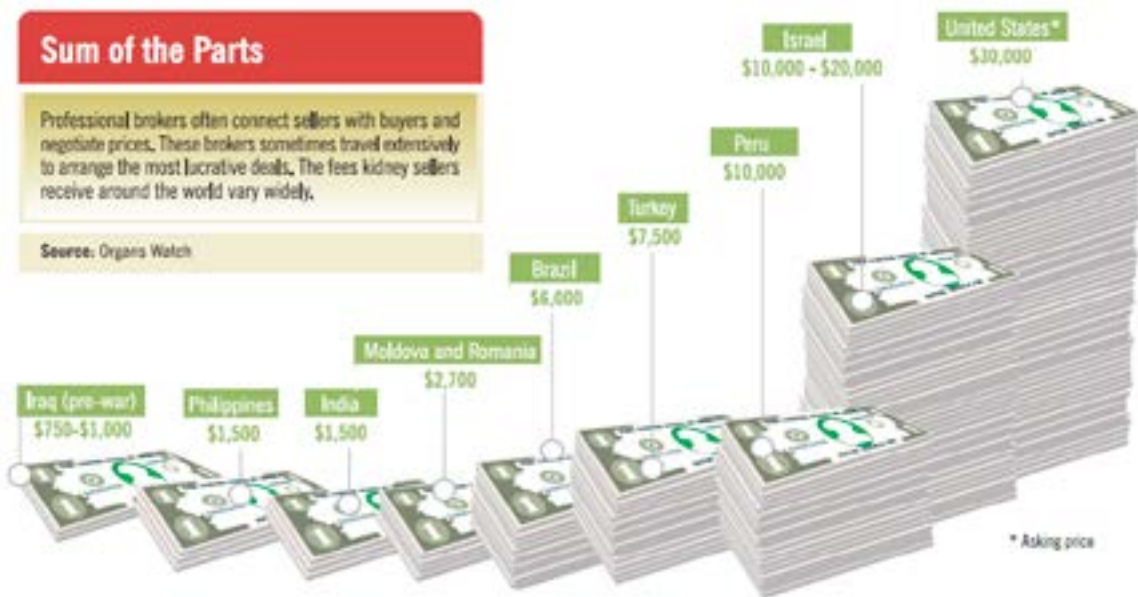 Sum of the Parts
Professional brokers often connect sellers with buyers and
negotiate prices. These brokers sometimes travel extensively
to arrange the most lucrative deals. The fees kidney sellers
receive around the world vary widely.
Source: Organs Watch
Iraq (pre-war)
$750-$1,000
Philippines
$1,500
India
$1,500
Moldova and Romania
$2,700
Brazil
$6,000
Turkey
$7,500
Peru
$10,000
Israel
$10,000 - $20,000
United States*
$30,000
* Asking price